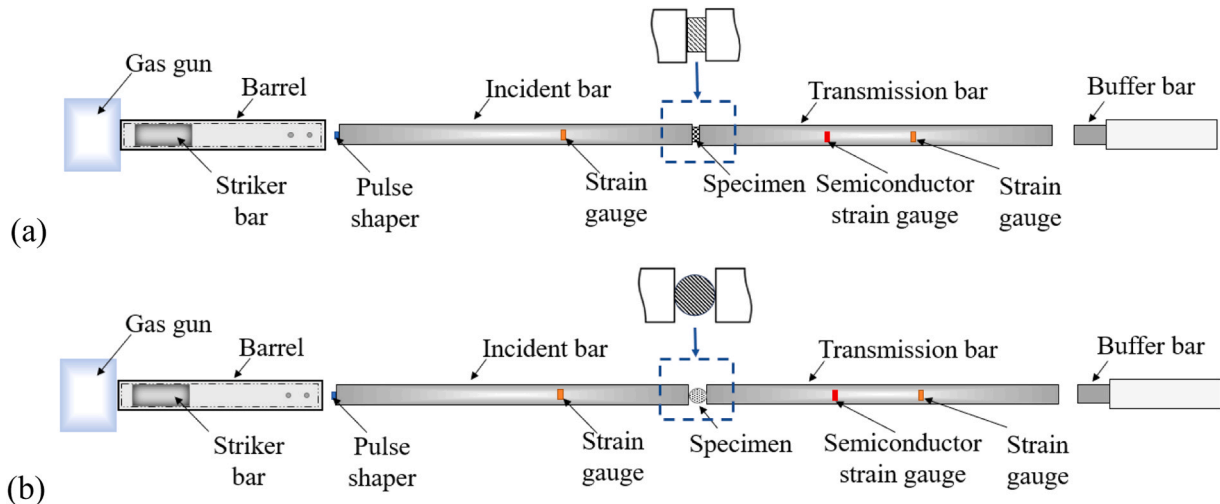 Gas gun
Barrel
Incident bar
Transmission bar
Buffer bar
Striker
bar
Pulse
shaper
Strain
gauge
Specimen
Semiconductor
strain gauge
Strain
gauge
(a)
Gas gun
Barrel
Incident bar
Transmission bar
Buffer bar
Striker
bar
Pulse
shaper
Strain
gauge
Specimen
Semiconductor
strain gauge
Strain
gauge
(b)